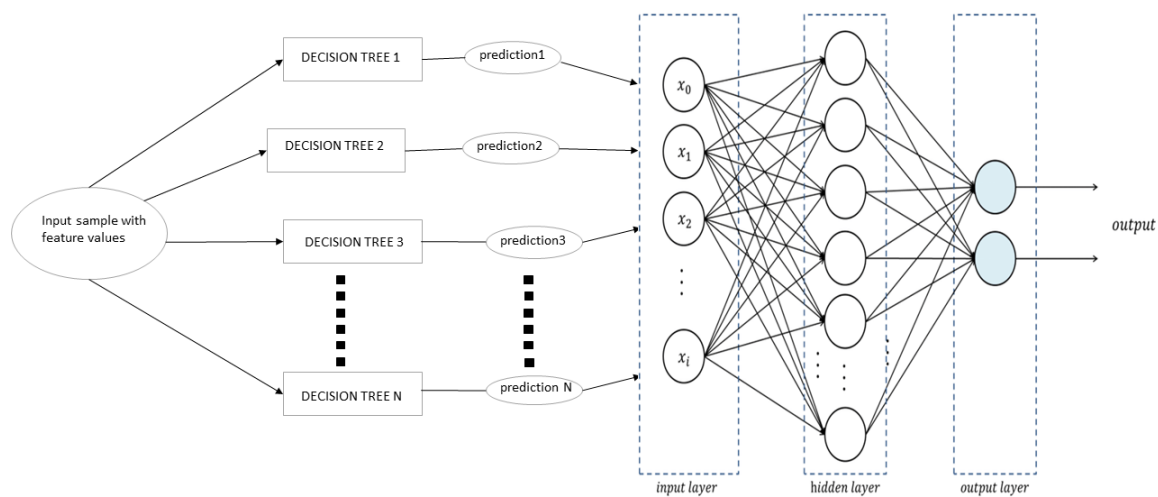 DECISION TREE 1
prediction1
DECISION TREE 2
prediction2
Input sample with
feature values
DECISION TREE 3
prediction3
DECISION TREE N
prediction N
x₀
x₁
x₂
xᵢ
output
input layer
hidden layer
output layer